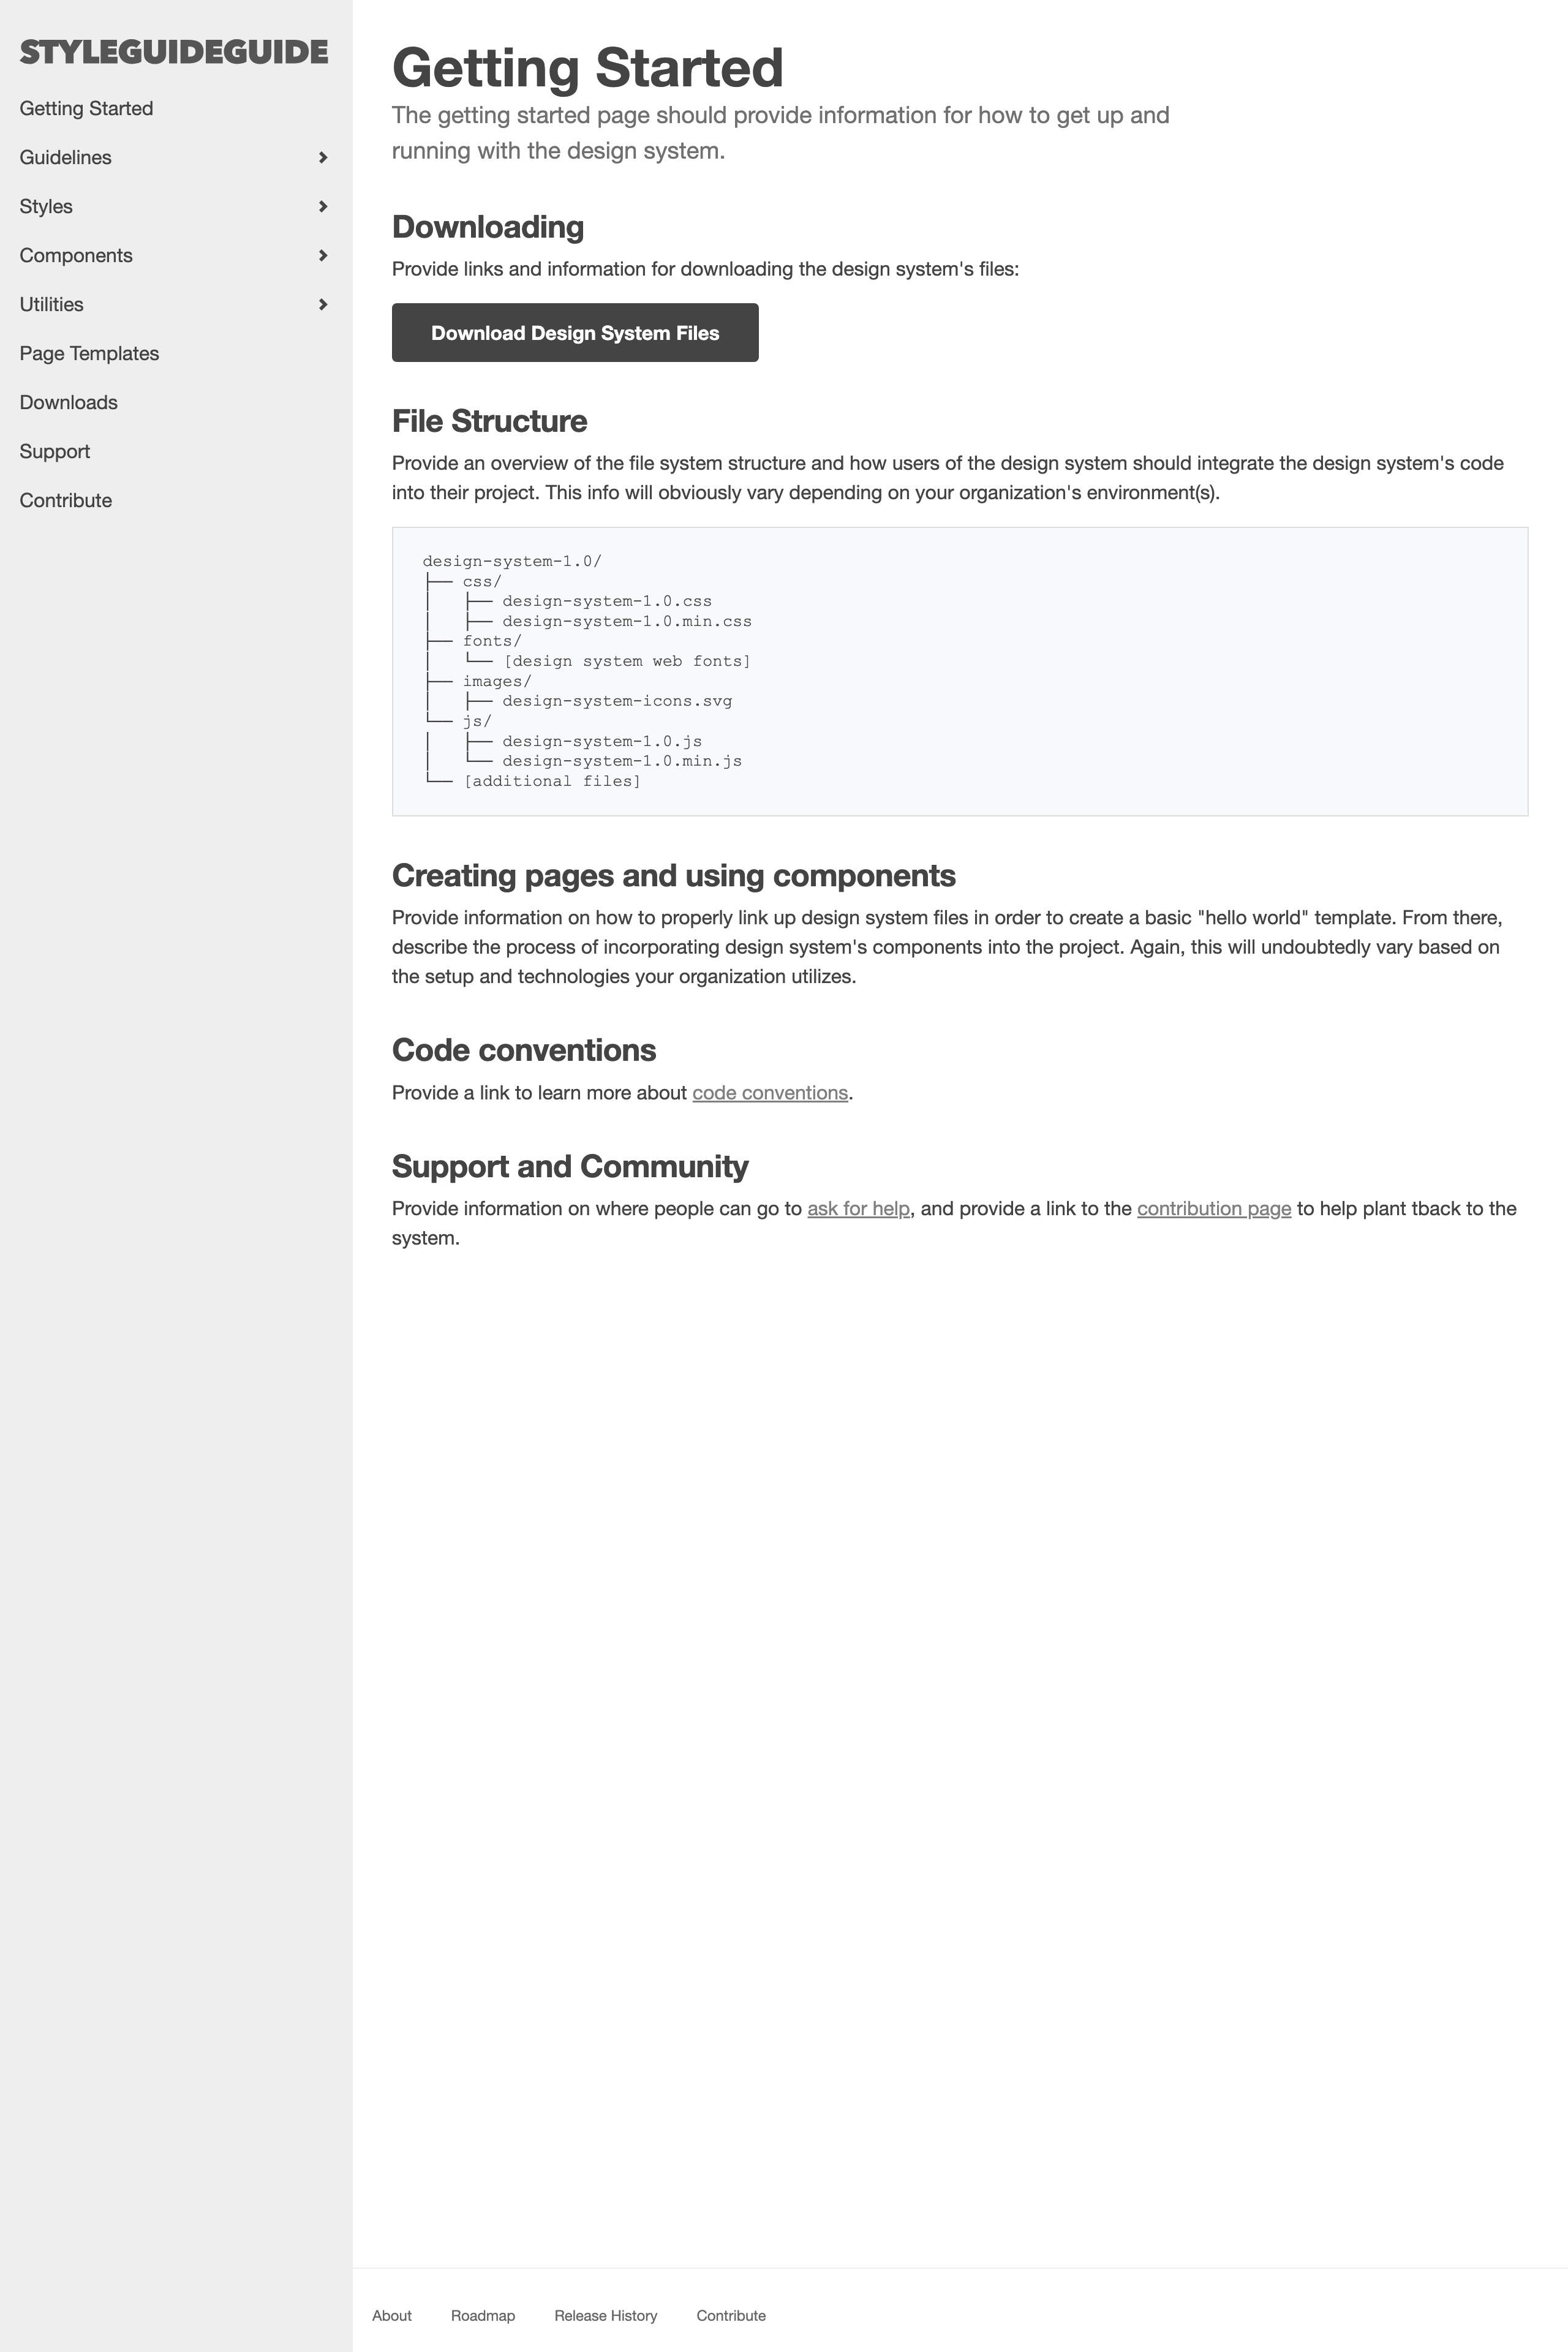 STYLEGUIDEGUIDE
Getting Started
Guidelines
Styles
Components
Utilities
Page Templates
Downloads
Support
Contribute
Getting Started
The getting started page should provide information for how to get up and
running with the design system.
Downloading
Provide links and information for downloading the design system's files:
Download Design System Files
File Structure
Provide an overview of the file system structure and how users of the design system should integrate the design system's code
into their project. This info will obviously vary depending on your organization's environment(s).
design-system-1.0/
├── css/
│   ├── design-system-1.0.css
│   ├── design-system-1.0.min.css
├── fonts/
│   └── [design system web fonts]
├── images/
│   ├── design-system-icons.svg
└── js/
│   ├── design-system-1.0.js
│   └── design-system-1.0.min.js
└── [additional files]
Creating pages and using components
Provide information on how to properly link up design system files in order to create a basic "hello world" template. From there,
describe the process of incorporating design system's components into the project. Again, this will undoubtedly vary based on
the setup and technologies your organization utilizes.
Code conventions
Provide a link to learn more about code conventions.
Support and Community
Provide information on where people can go to ask for help, and provide a link to the contribution page to help plant tback to the
system.
About Roadmap Release History Contribute